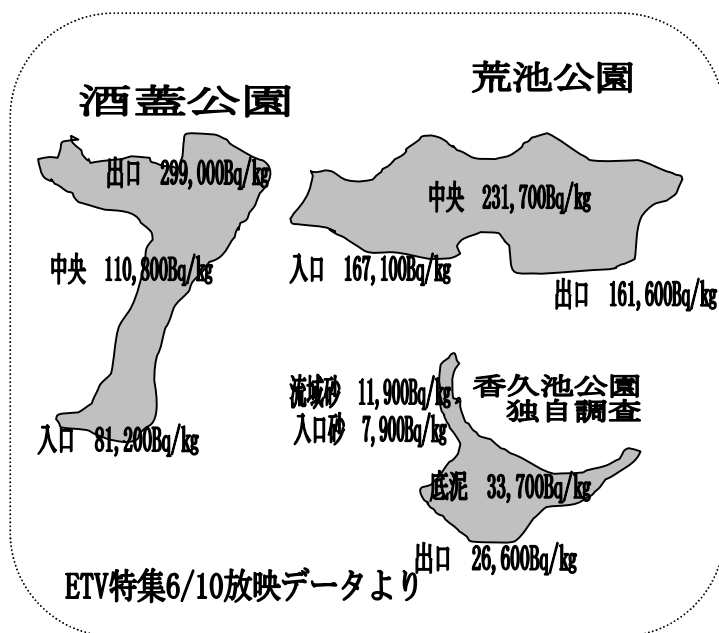 酒蓋公園
出口 299,000Bq/kg
中央 110,800Bq/kg
入口 81,200Bq/kg
荒池公園
中央 231,700Bq/kg
入口 167,100Bq/kg
出口 161,600Bq/kg
香久池公園
独自調査
流域砂 11,900Bq/kg
入口砂 7,900Bq/kg
底泥 33,700Bq/kg
出口 26,600Bq/kg
ETV特集6/10放映データより